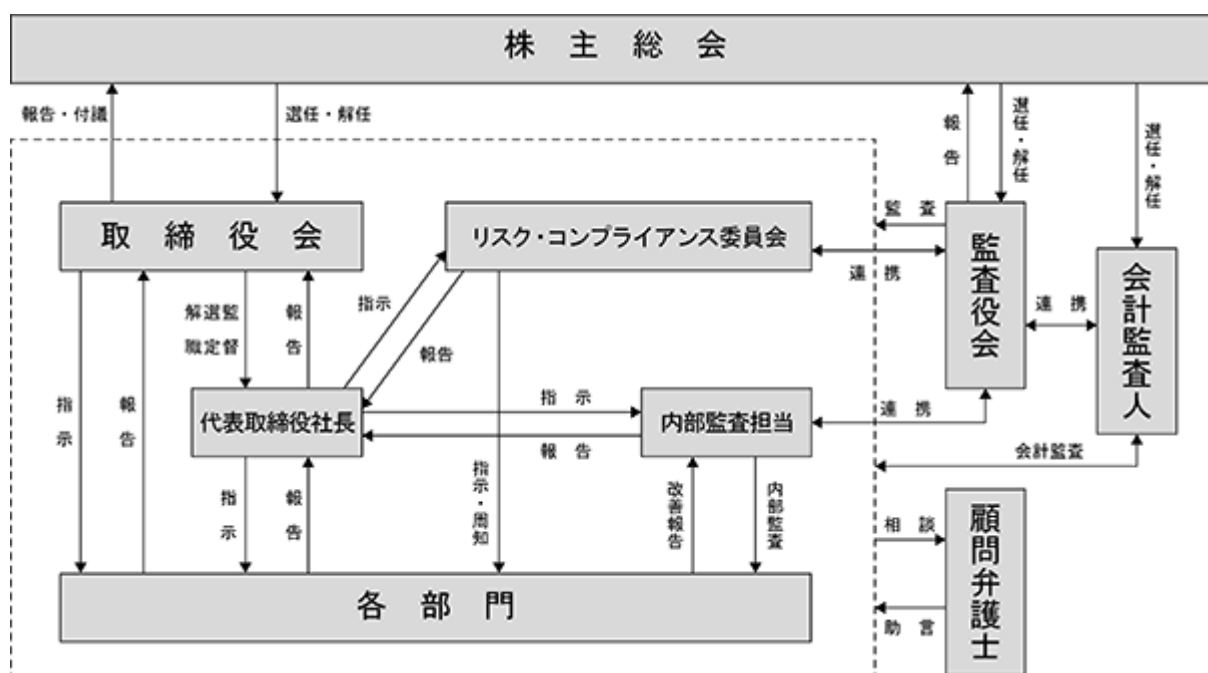 株主総会
報告・付議
選任・解任
報告
選任・解任
選任・解任
取締役会
リスク・コンプライアンス委員会
監査
監査役会
会計監査人
連携
連携
解選監
職定督
報告
指示
報告
指示
報告
代表取締役社長
指示
報告
内部監査担当
連携
会計監査
指示
報告
指示・周知
改善報告
内部監査
各部門
相談
助言
顧問弁護士